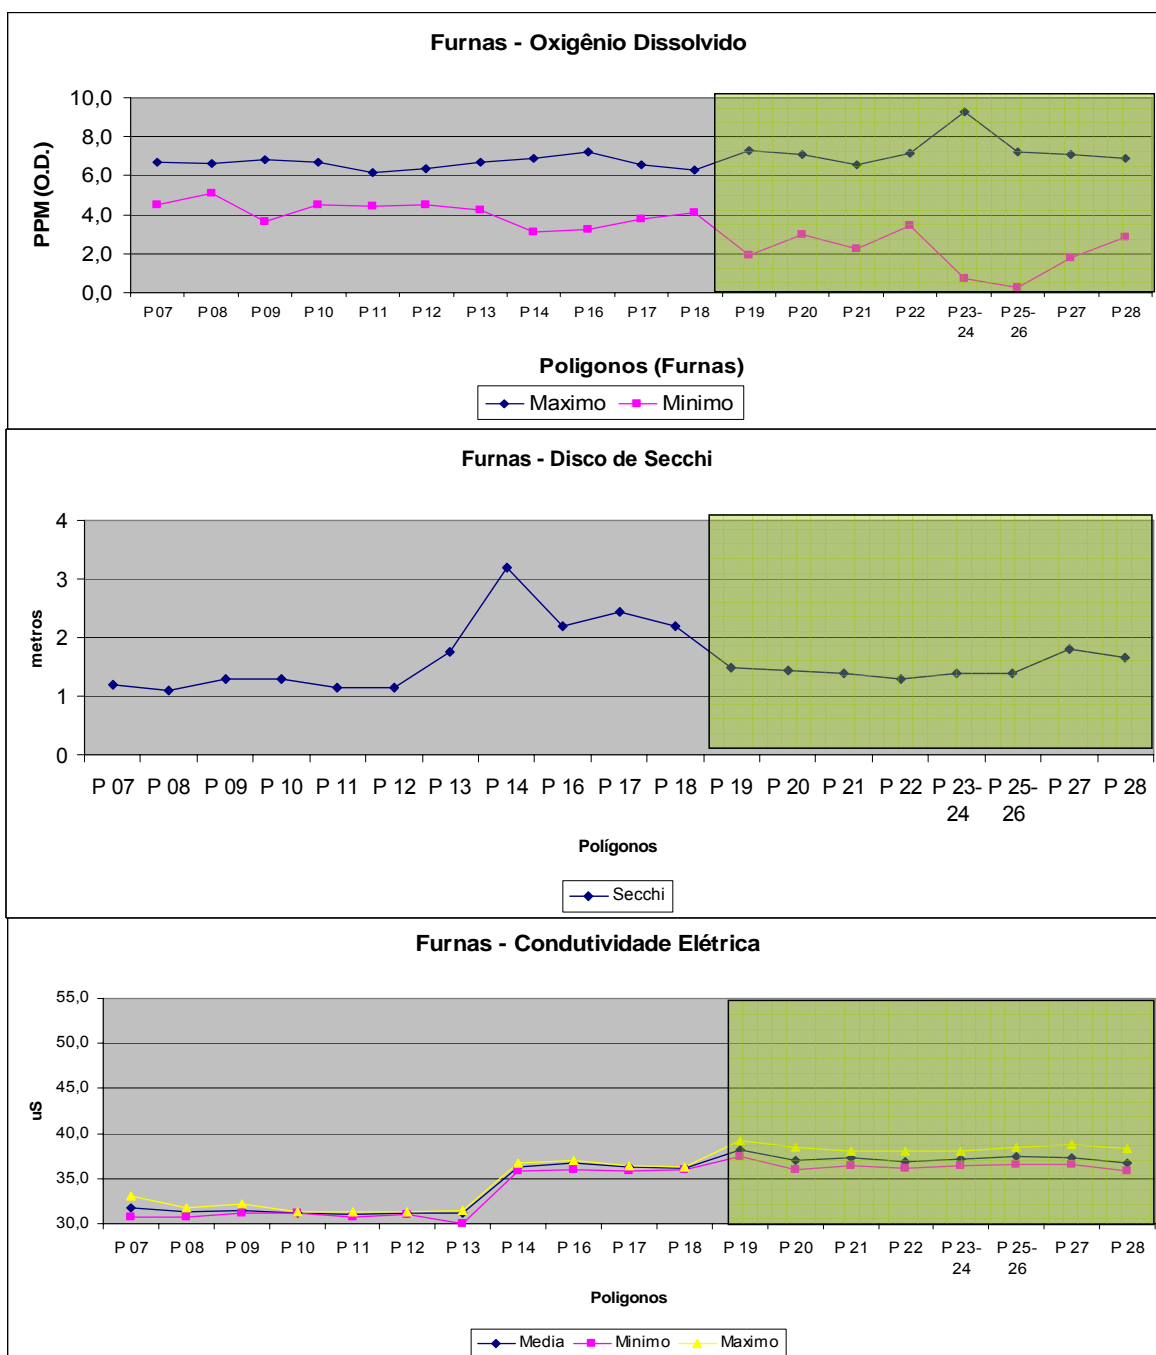 Furnas - Oxigênio Dissolvido
PPM (O.D.)
10,0
8,0
6,0
4,0
2,0
0,0
P 07 P 08 P 09 P 10 P 11 P 12 P 13 P 14 P 16 P 17 P 18 P 19 P 20 P 21 P 22 P 23- P 25- P 27 P 28
24 26
Poligonos (Furnas)
Maximo Minimo
Furnas - Disco de Secchi
metros
4
3
2
1
0
P 07 P 08 P 09 P 10 P 11 P 12 P 13 P 14 P 16 P 17 P 18 P 19 P 20 P 21 P 22 P 23- P 25- P 27 P 28
24 26
Polígonos
Secchi
Furnas - Condutividade Elétrica
uS
55,0
50,0
45,0
40,0
35,0
30,0
P 07 P 08 P 09 P 10 P 11 P 12 P 13 P 14 P 16 P 17 P 18 P 19 P 20 P 21 P 22 P 23- P 25- P 27 P 28
24 26
Poligonos
Media Minimo Maximo